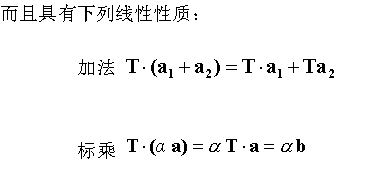 而且具有下列线性性质：
加法 T·(a₁+a₂)=T·a₁+Ta₂
标乘 T·(α a)=α T·a=α b